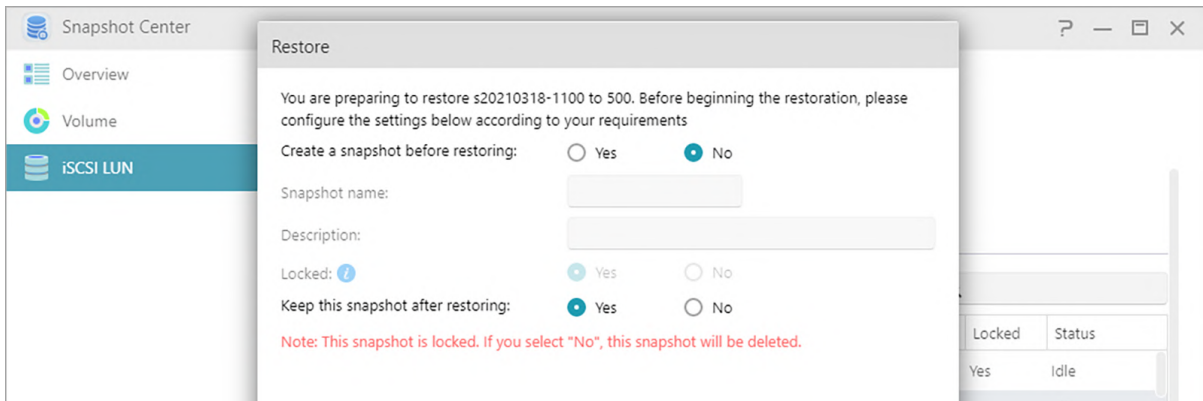 Snapshot Center
?
Overview
Volume
iSCSI LUN
Restore
You are preparing to restore s20210318-1100 to 500. Before beginning the restoration, please
configure the settings below according to your requirements
Create a snapshot before restoring: Yes No
Snapshot name:
Description:
Locked: i Yes No
Keep this snapshot after restoring: Yes No
Note: This snapshot is locked. If you select "No", this snapshot will be deleted.
Locked Status
Yes Idle